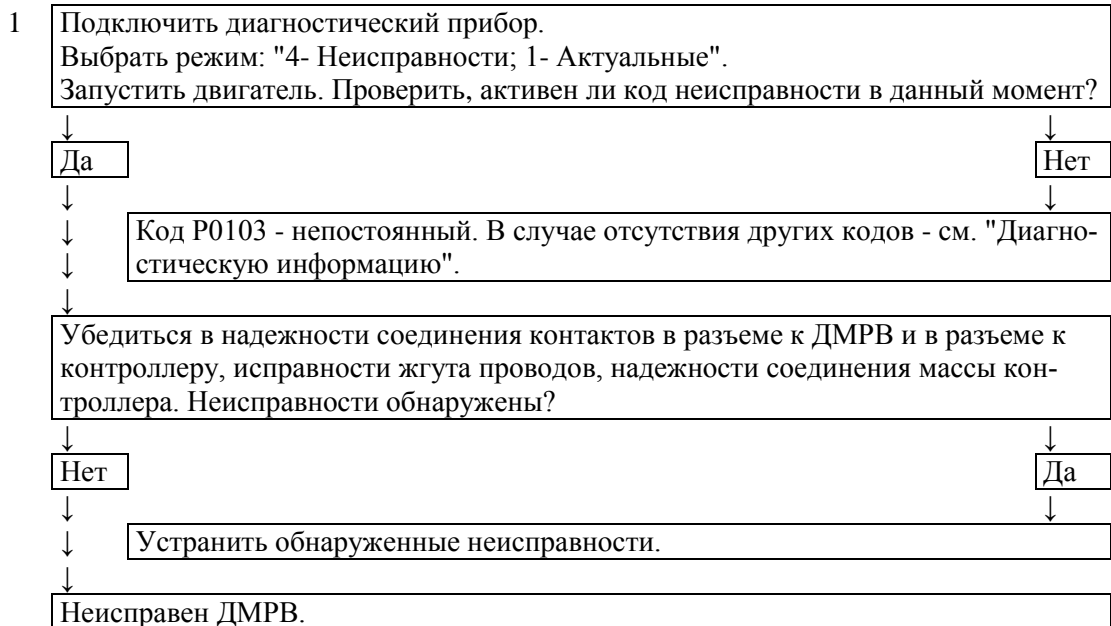 1 Подключить диагностический прибор.
Выбрать режим: "4- Неисправности; 1- Актуальные".
Запустить двигатель. Проверить, активен ли код неисправности в данный момент?
↓ ↓
Да Нет
↓ ↓
↓ Код Р0103 - непостоянный. В случае отсутствия других кодов - см. "Диагно-
↓ стическую информацию".
↓
Убедиться в надежности соединения контактов в разъеме к ДМРВ и в разъеме к
контроллеру, исправности жгута проводов, надежности соединения массы кон-
троллера. Неисправности обнаружены?
↓ ↓
Нет Да
↓ ↓
↓ Устранить обнаруженные неисправности.
↓
Неисправен ДМРВ.